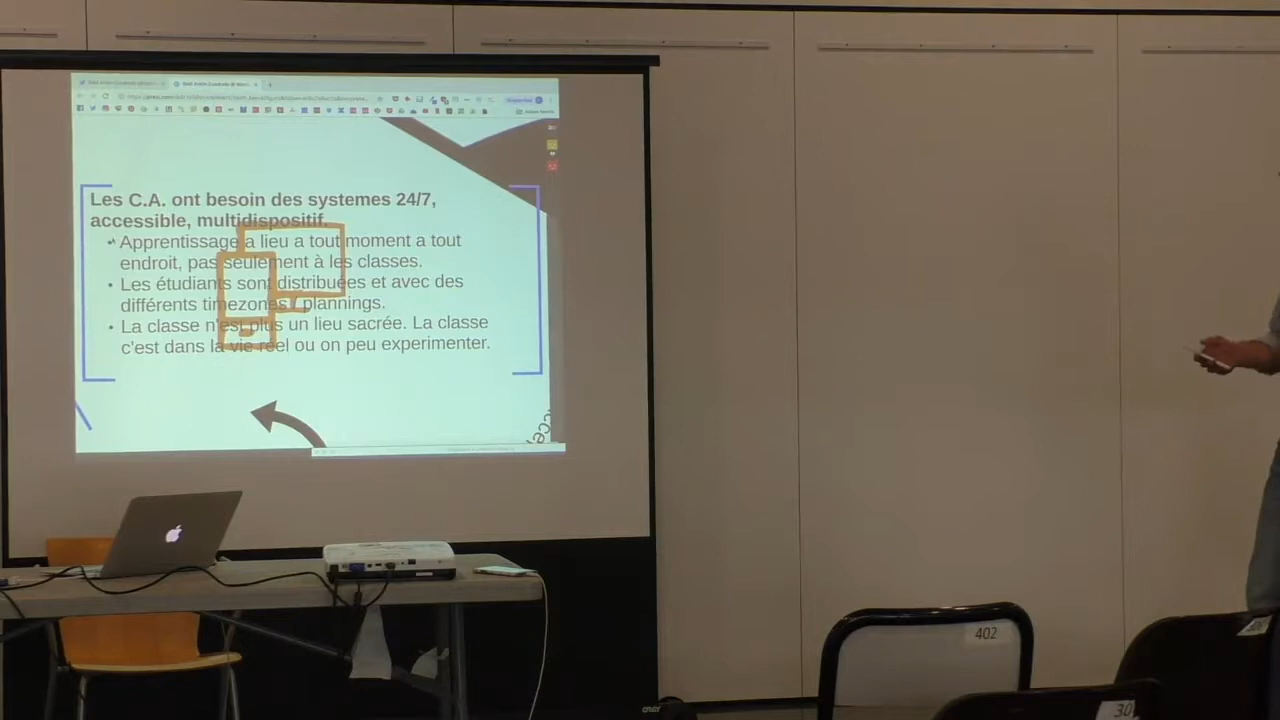 Les C.A. ont besoin des systemes 24/7,
accessible, multidispositif.
Apprentissage a lieu a tout moment a tout
endroit, pas seulement à les classes.
Les étudiants sont distribuées et avec des
différents timezones / plannings.
La classe n'est plus un lieu sacrée. La classe
c'est dans la vie réel ou on peu experimenter.
402
30